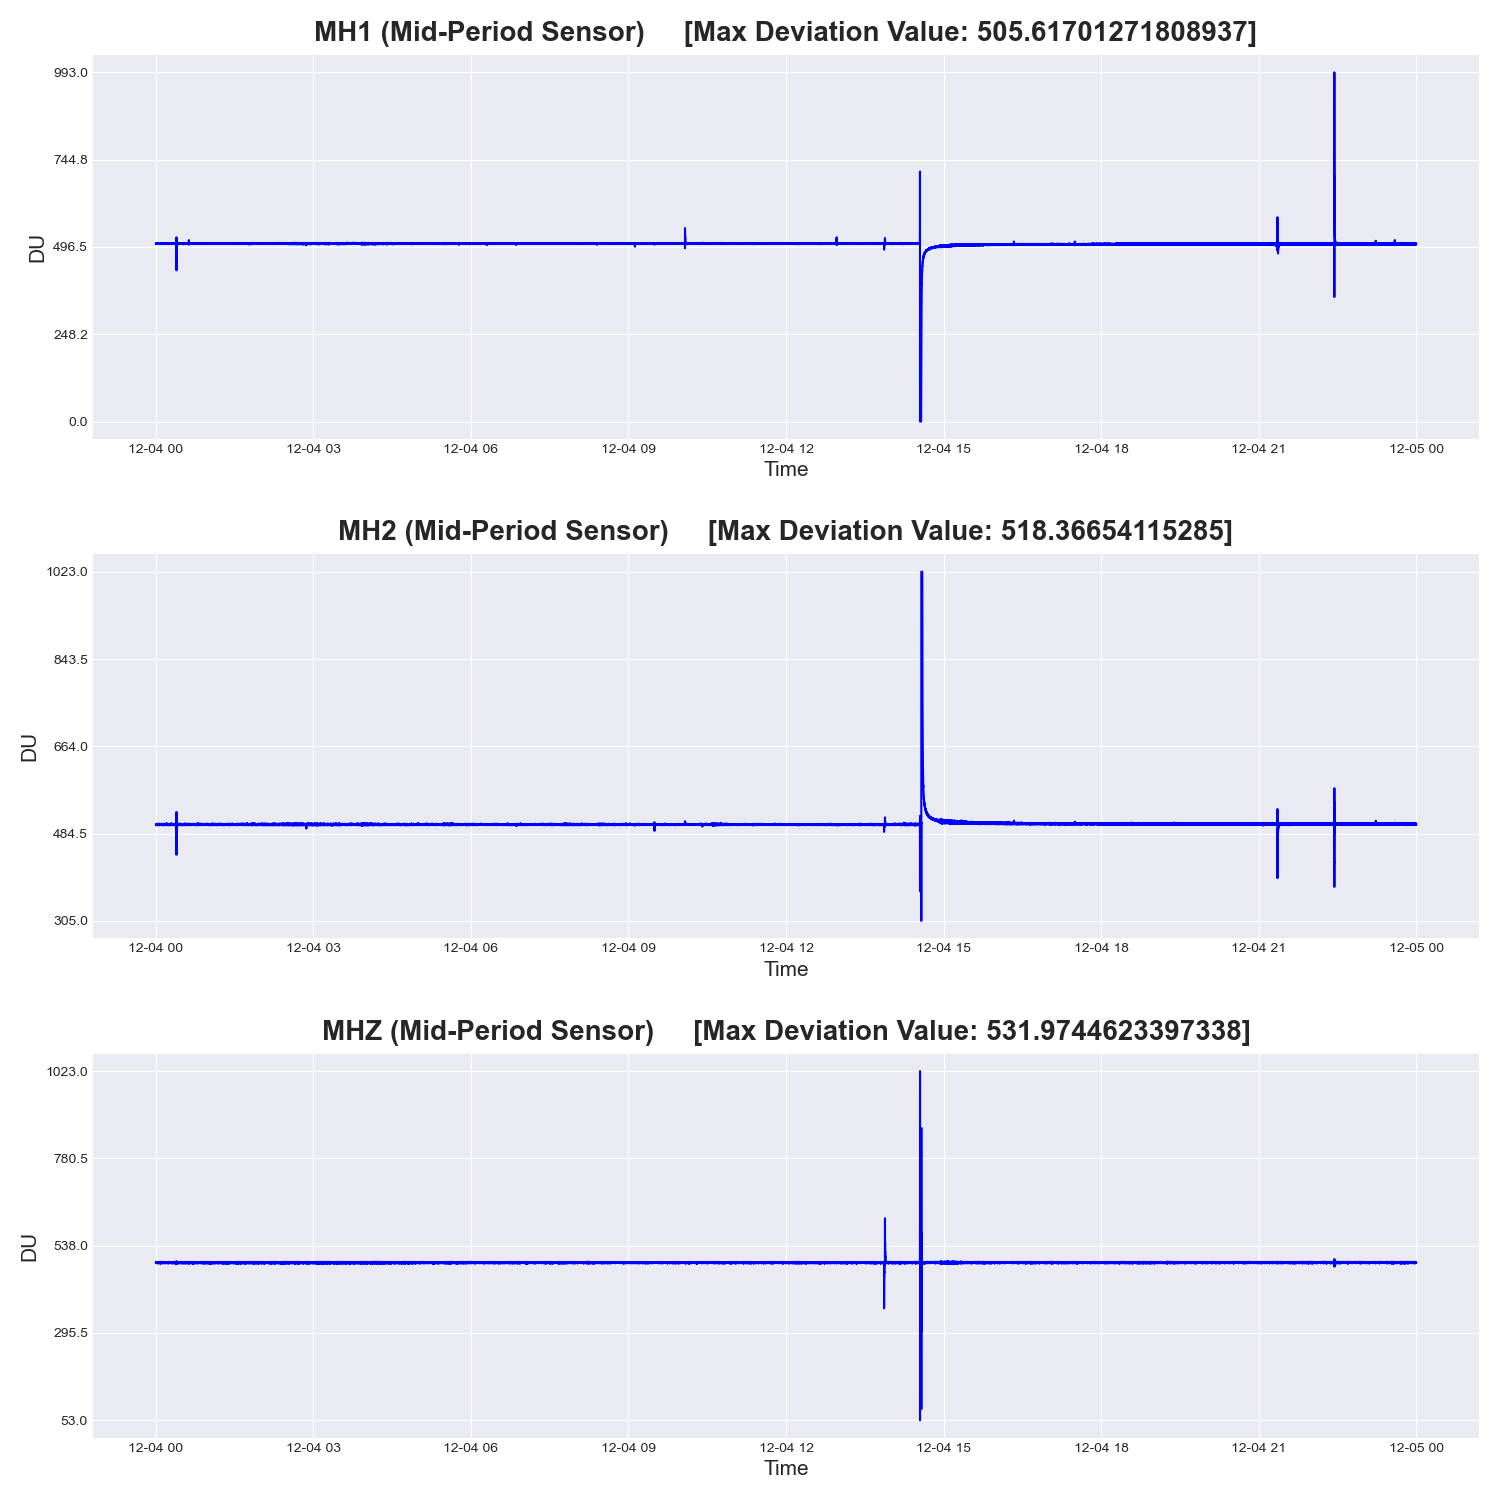 MH1 (Mid-Period Sensor) [Max Deviation Value: 505.61701271808937]
993.0
744.8
496.5
248.2
0.0
DU
12-04 00 12-04 03 12-04 06 12-04 09 12-04 12 12-04 15 12-04 18 12-04 21 12-05 00
Time
MH2 (Mid-Period Sensor) [Max Deviation Value: 518.36654115285]
1023.0
843.5
664.0
484.5
305.0
DU
12-04 00 12-04 03 12-04 06 12-04 09 12-04 12 12-04 15 12-04 18 12-04 21 12-05 00
Time
MHZ (Mid-Period Sensor) [Max Deviation Value: 531.9744623397338]
1023.0
780.5
538.0
295.5
53.0
DU
12-04 00 12-04 03 12-04 06 12-04 09 12-04 12 12-04 15 12-04 18 12-04 21 12-05 00
Time